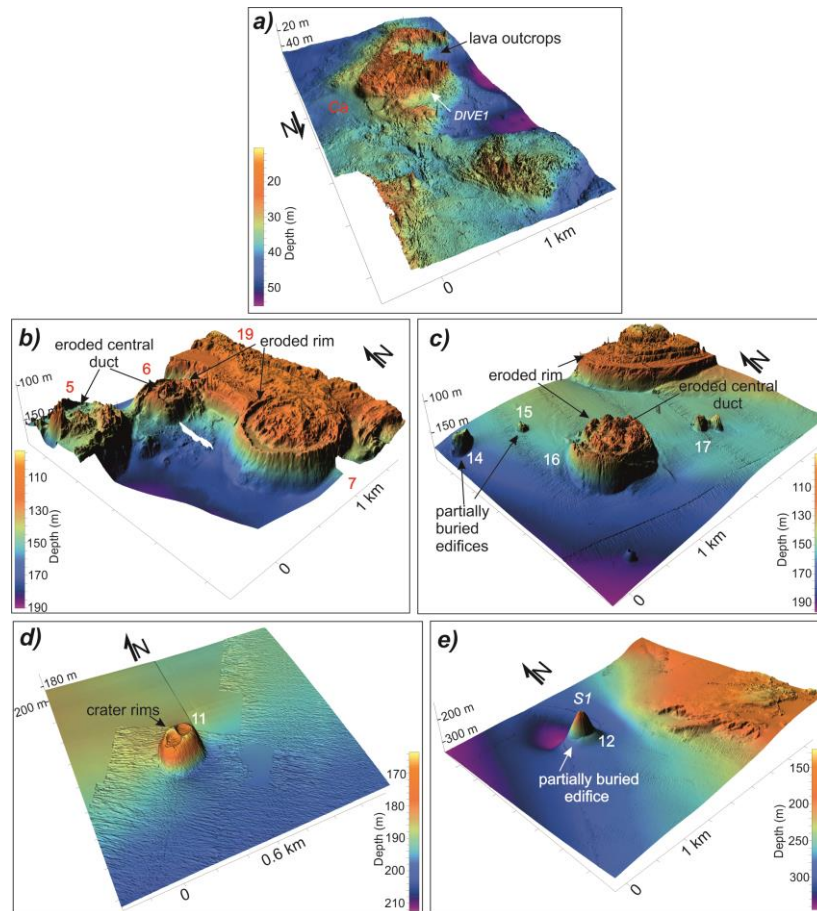 a)
-20 m
-40 m
lava outcrops
Ca
DIVE1
N
10
20
30
40
50
Depth (m)
0
1 km
b)
19
eroded central
duct
6
eroded rim
5
N
-100 m
-150 m
7
1 km
0
110
130
150
170
190
Depth (m)
c)
N
eroded rim
eroded central
duct
-100 m
-150 m
15
14
16
17
partially
buried
edifices
1 km
0
110
130
150
170
190
Depth (m)
d)
N
-180 m
200 m
crater rims
11
0.6 km
0
170
180
190
200
210
Depth (m)
e)
N
S1
-200 m
-300 m
12
partially buried
edifice
1 km
0
150
200
250
300
Depth (m)